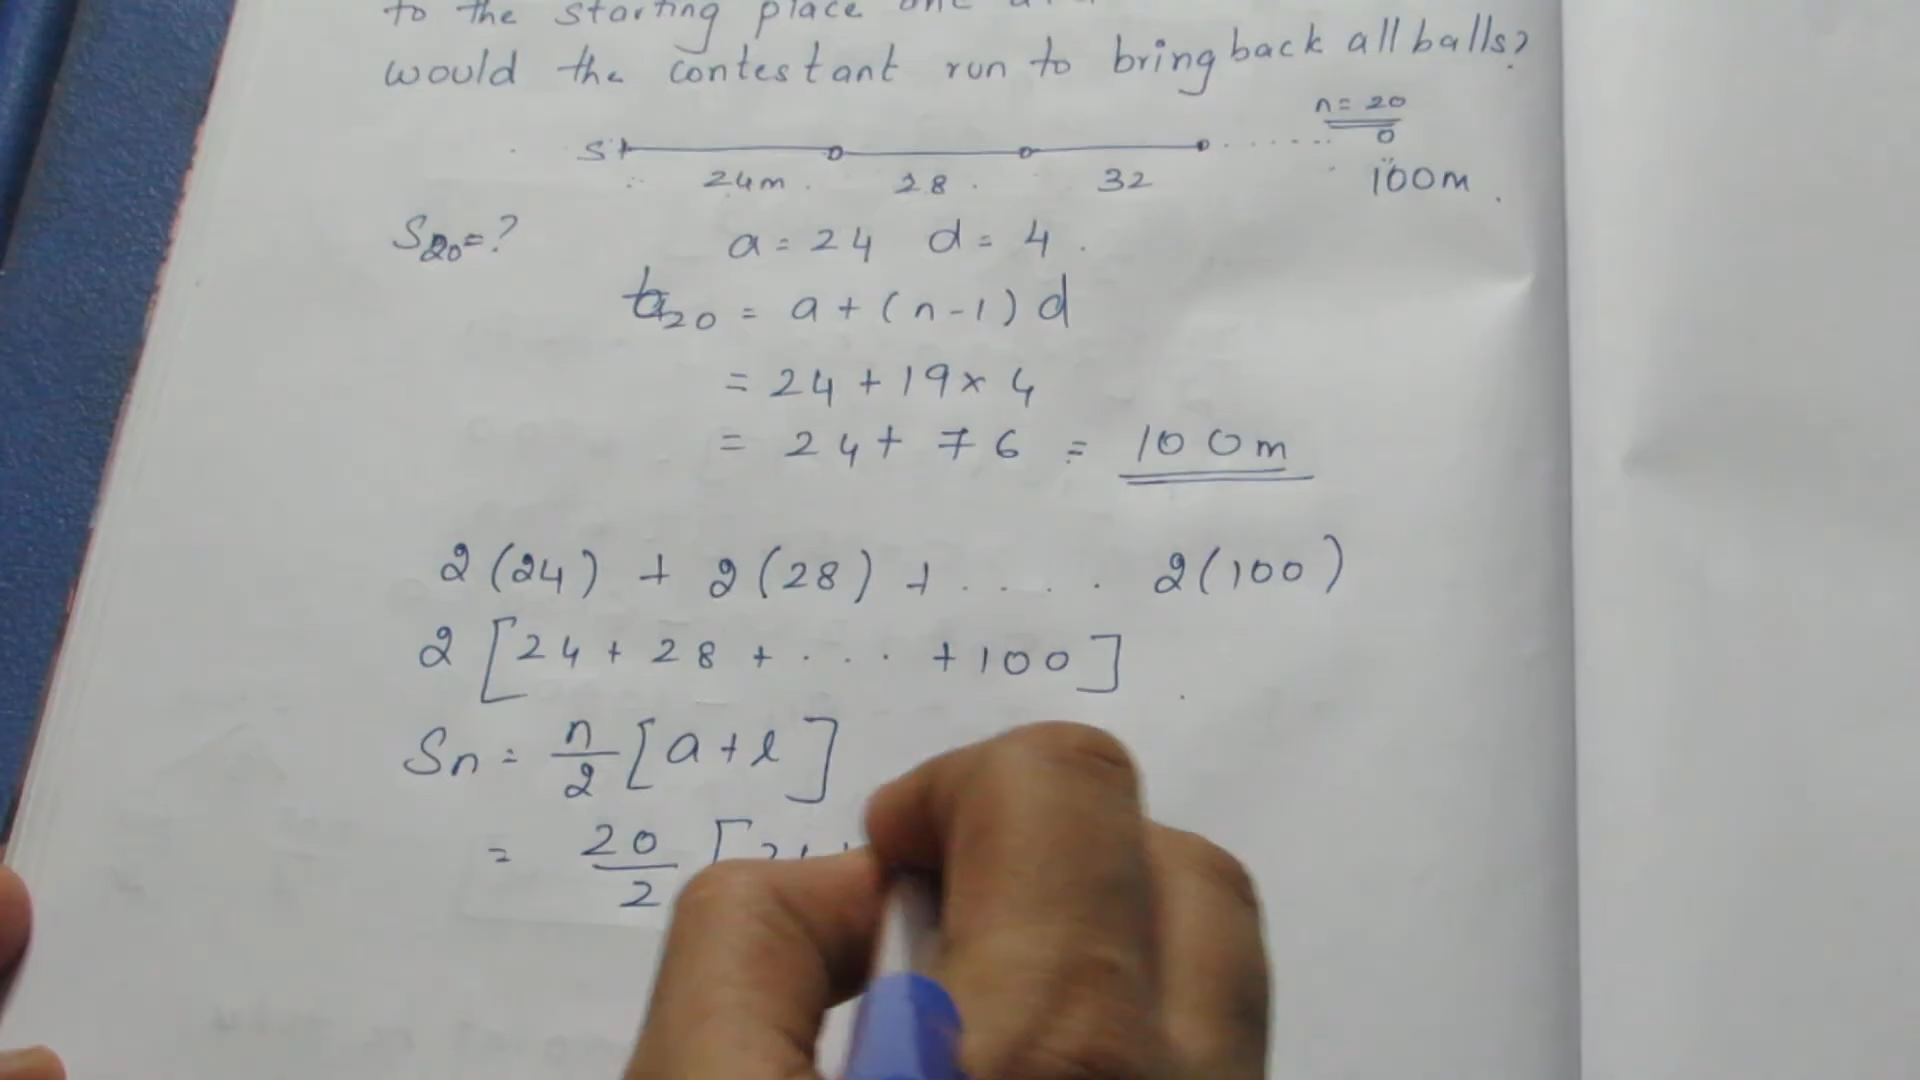 to the starting place one
would the contestant run to bring back all balls?
n = 20
S 24m 28 32 ...... 100m
S20 = ? a = 24 d = 4
t20 = a + (n-1) d
= 24 + 19 × 4
= 24 + 76 = 100m
2(24) + 2(28) + .... 2(100)
2 [24 + 28 + ... + 100]
Sn = n/2 [a + l]
= 20/2 [